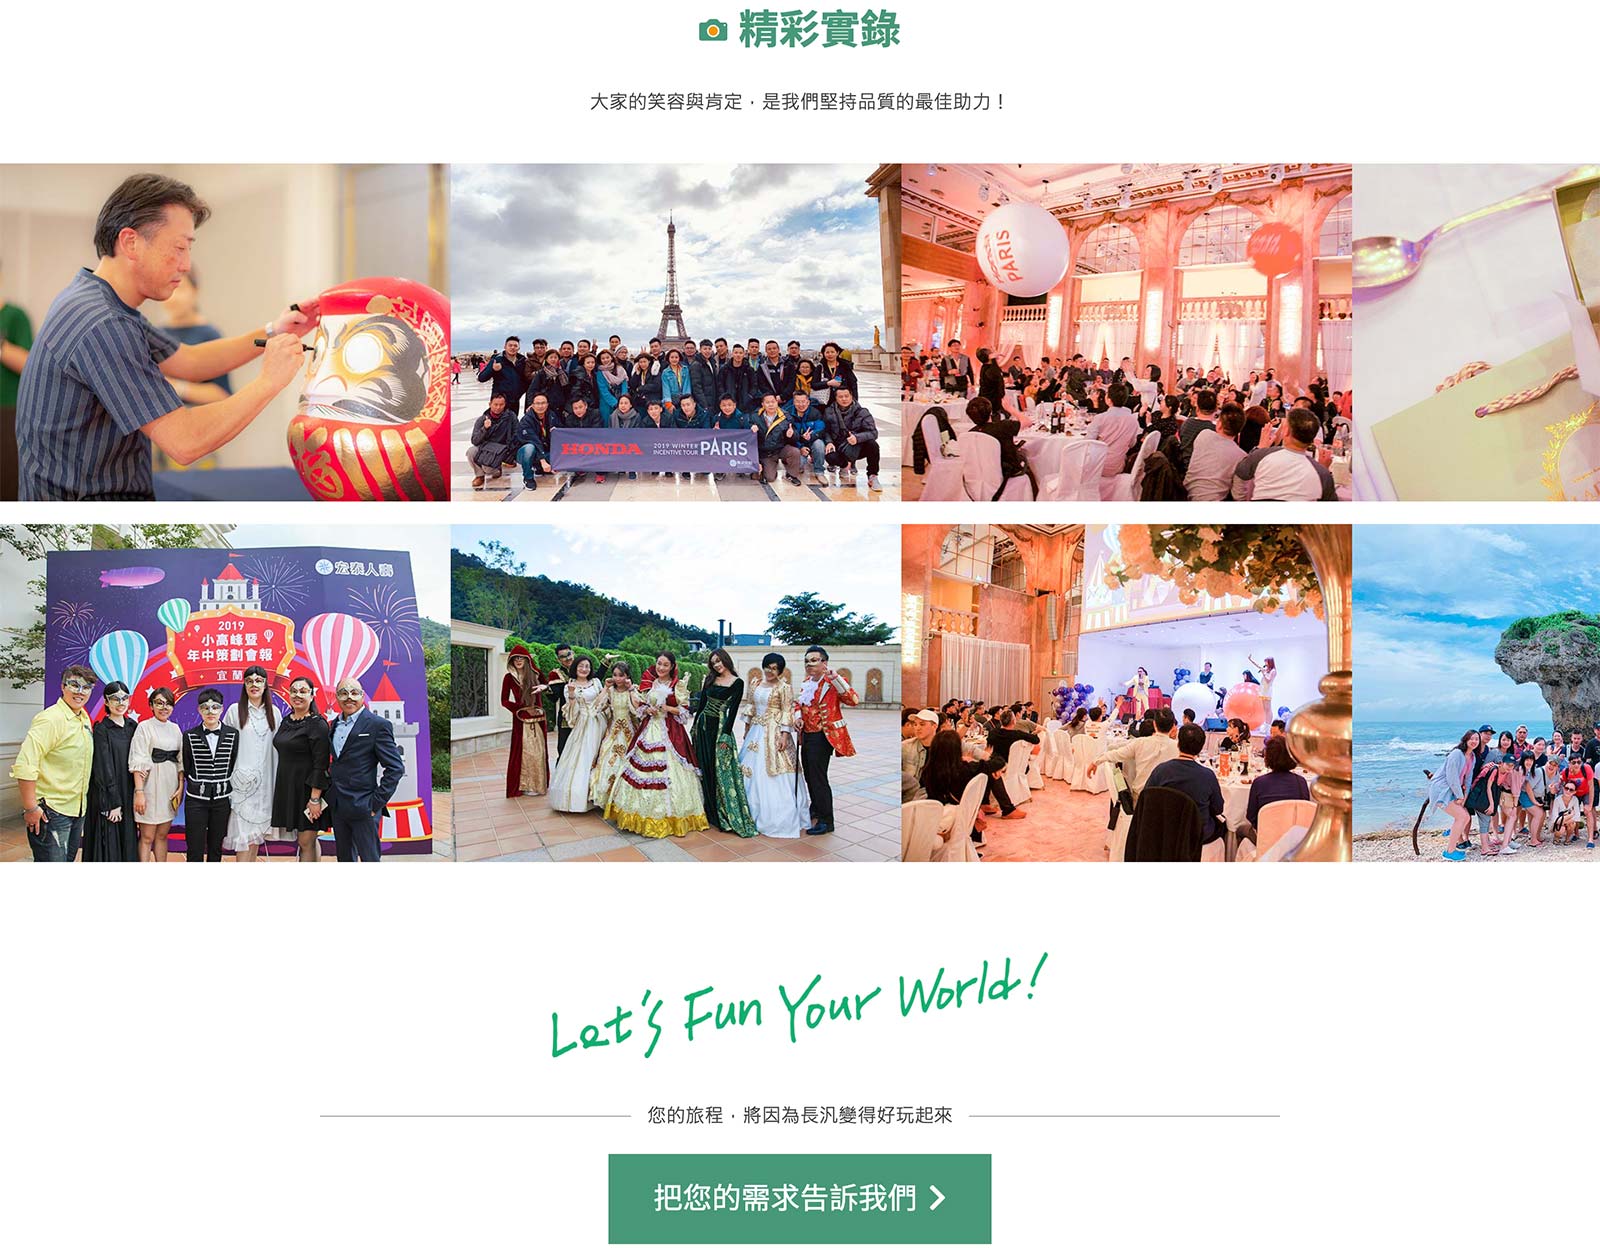 精彩實錄
大家的笑容與肯定，是我們堅持品質的最佳助力！
PARIS
HONDA
2019 WINTER
INCENTIVE TOUR
PARIS
宏泰人壽
2019
小高峰暨
年中策劃會報
宜蘭
Let's Fun Your World!
您的旅程，將因為長汎變得好玩起來
把您的需求告訴我們